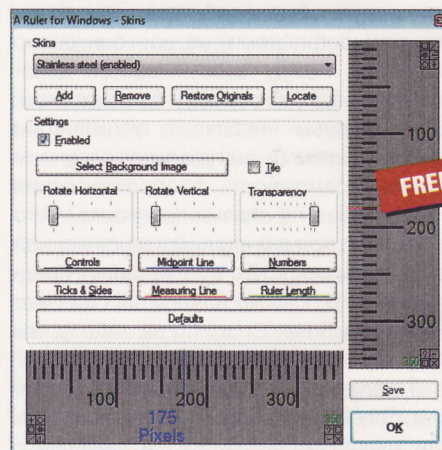 A Ruler for Windows - Skins
Skins
Stainless steel (enabled)
Add Remove Restore Originals Locate
Settings
Enabled
Select Background Image Tile
Rotate Horizontal Rotate Vertical Transparency
Controls Midpoint Line Numbers
Ticks & Sides Measuring Line Ruler Length
Defaults
100
200
300
350
FREE
100 200 300
175
Pixels
350
Save
OK